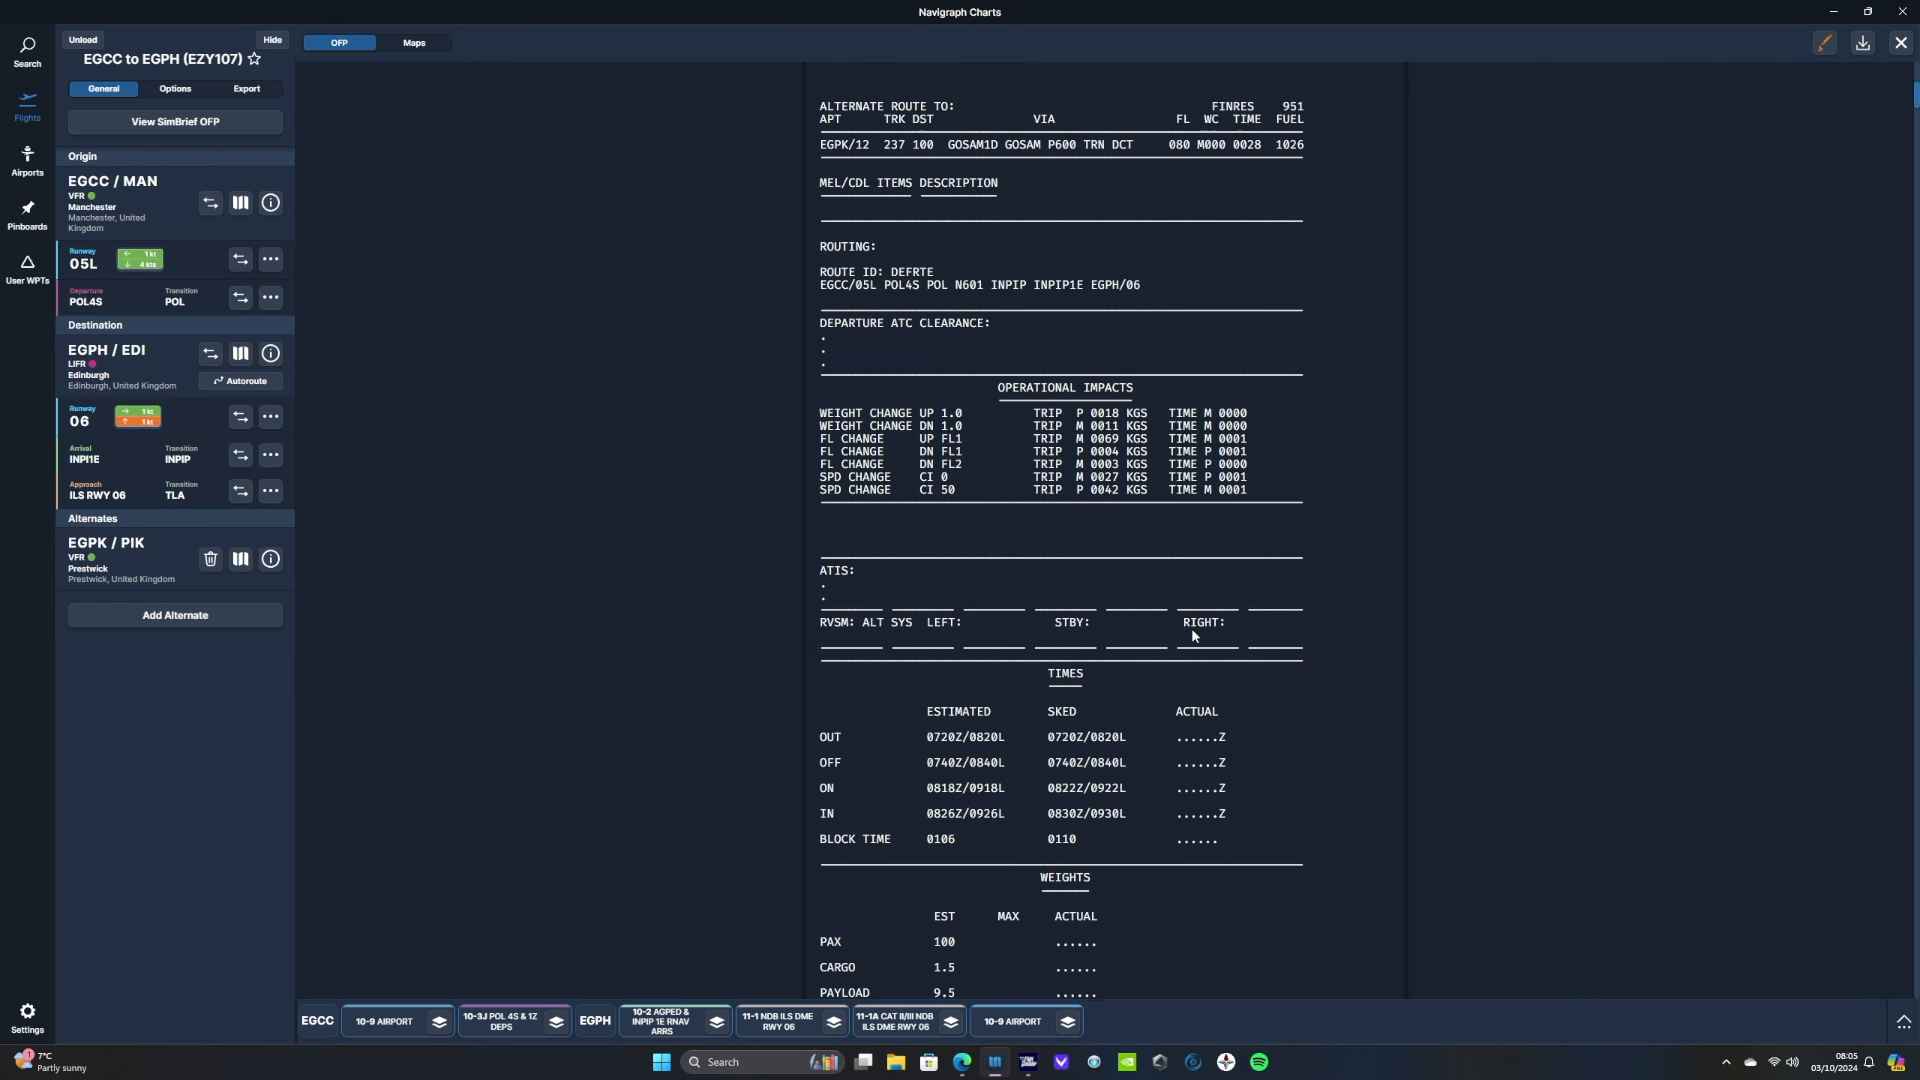 Navigraph Charts
Search
Flights
Airports
Pinboards
User WPTs
Settings
Unload
Hide
EGCC to EGPH (EZY107)
General Options Export
View SimBrief OFP
Origin
EGCC / MAN
VFR
Manchester
Manchester, United
Kingdom
Runway
05L
1 kt
4 kts
Departure Transition
POL4S POL
Destination
EGPH / EDI
LIFR
Edinburgh
Edinburgh, United Kingdom
Autoroute
Runway
06
1 kt
1 kt
Arrival Transition
INPI1E INPIP
Approach Transition
ILS RWY 06 TLA
Alternates
EGPK / PIK
VFR
Prestwick
Prestwick, United Kingdom
Add Alternate
OFP Maps
ALTERNATE ROUTE TO: FINRES 951
APT TRK DST VIA FL WC TIME FUEL
EGPK/12 237 100 GOSAM1D GOSAM P600 TRN DCT 080 M000 0028 1026
MEL/CDL ITEMS DESCRIPTION
ROUTING:
ROUTE ID: DEFRTE
EGCC/05L POL4S POL N601 INPIP INPIP1E EGPH/06
DEPARTURE ATC CLEARANCE:
.
.
.
OPERATIONAL IMPACTS
WEIGHT CHANGE UP 1.0 TRIP P 0018 KGS TIME M 0000
WEIGHT CHANGE DN 1.0 TRIP M 0011 KGS TIME M 0000
FL CHANGE UP FL1 TRIP M 0069 KGS TIME M 0001
FL CHANGE DN FL1 TRIP P 0004 KGS TIME P 0001
FL CHANGE DN FL2 TRIP M 0003 KGS TIME P 0000
SPD CHANGE CI 0 TRIP M 0027 KGS TIME P 0001
SPD CHANGE CI 50 TRIP P 0042 KGS TIME M 0001
ATIS:
.
.
RVSM: ALT SYS LEFT: STBY: RIGHT:
TIMES
ESTIMATED SKED ACTUAL
OUT 0720Z/0820L 0720Z/0820L ......Z
OFF 0740Z/0840L 0740Z/0840L ......Z
ON 0818Z/0918L 0822Z/0922L ......Z
IN 0826Z/0926L 0830Z/0930L ......Z
BLOCK TIME 0106 0110 ......
WEIGHTS
EST MAX ACTUAL
PAX 100 ......
CARGO 1.5 ......
PAYLOAD 9.5 ......
EGCC
10-9 AIRPORT
10-3J POL 4S & 1Z
DEPS
EGPH
10-2 AGPED &
INPIP 1E RNAV
ARRS
11-1 NDB ILS DME
RWY 06
11-1A CAT II/III NDB
ILS DME RWY 06
10-9 AIRPORT
1
7°C
Partly sunny
Search
08:05
03/10/2024